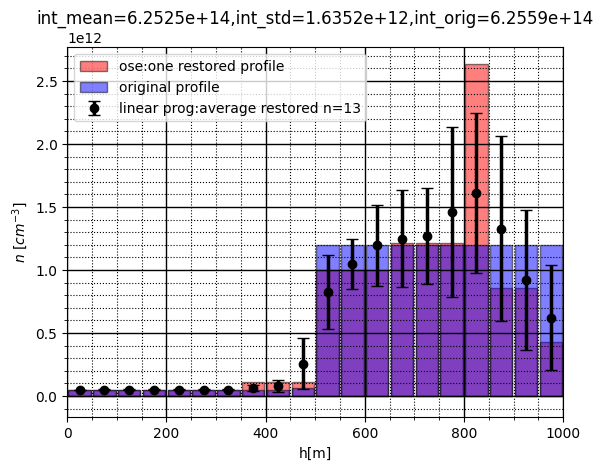 int_mean=6.2525e+14,int_std=1.6352e+12,int_orig=6.2559e+14
1e12
ose:one restored profile
original profile
linear prog:average restored n=13
2.5
2.0
1.5
1.0
0.5
0.0
n [cm⁻³]
0 200 400 600 800 1000
h[m]